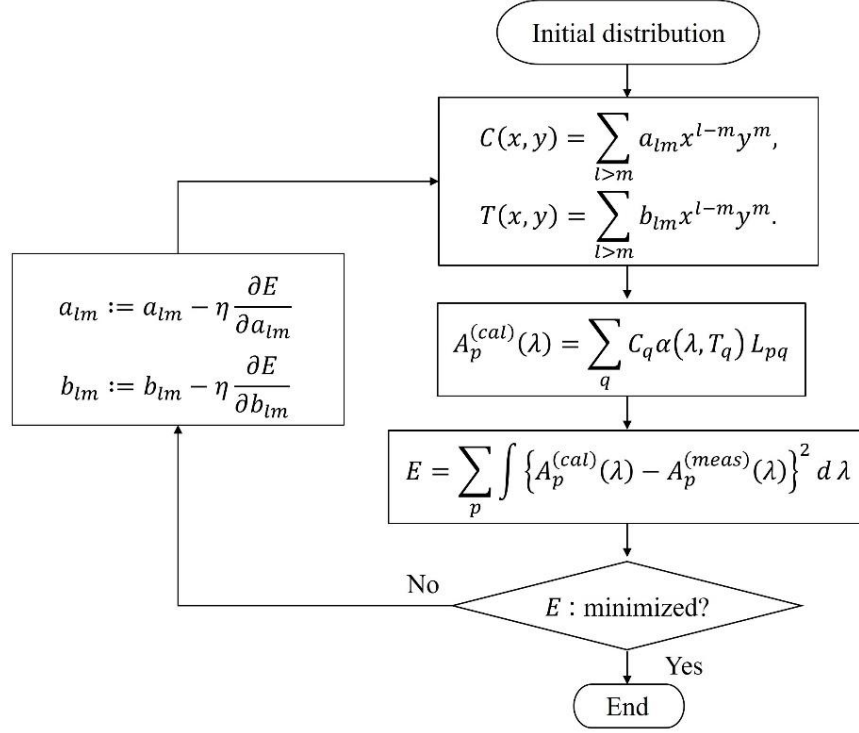 Initial distribution
C(x, y) = ∑_{l>m} a_{lm} x^{l−m} y^m,
T(x, y) = ∑_{l>m} b_{lm} x^{l−m} y^m.
a_{lm} := a_{lm} − η ∂E/∂a_{lm}
b_{lm} := b_{lm} − η ∂E/∂b_{lm}
A_p^{(cal)}(λ) = ∑_q C_q α(λ, T_q) L_{pq}
E = ∑_p ∫ {A_p^{(cal)}(λ) − A_p^{(meas)}(λ)}² d λ
No
E : minimized?
Yes
End